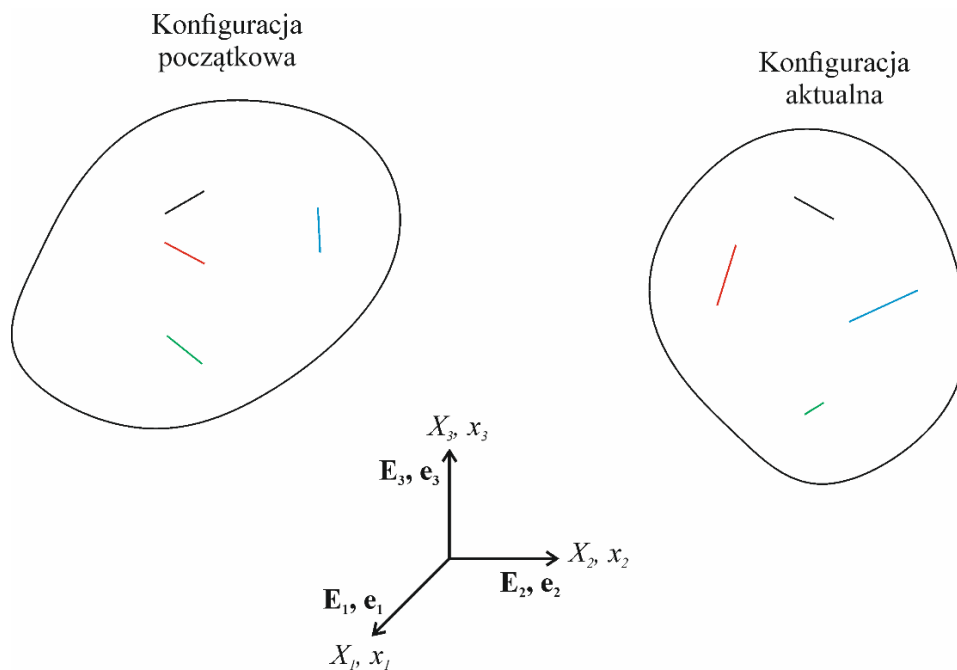 Konfiguracja
początkowa
Konfiguracja
aktualna
X₃, x₃
E₃, e₃
X₂, x₂
E₂, e₂
E₁, e₁
X₁, x₁